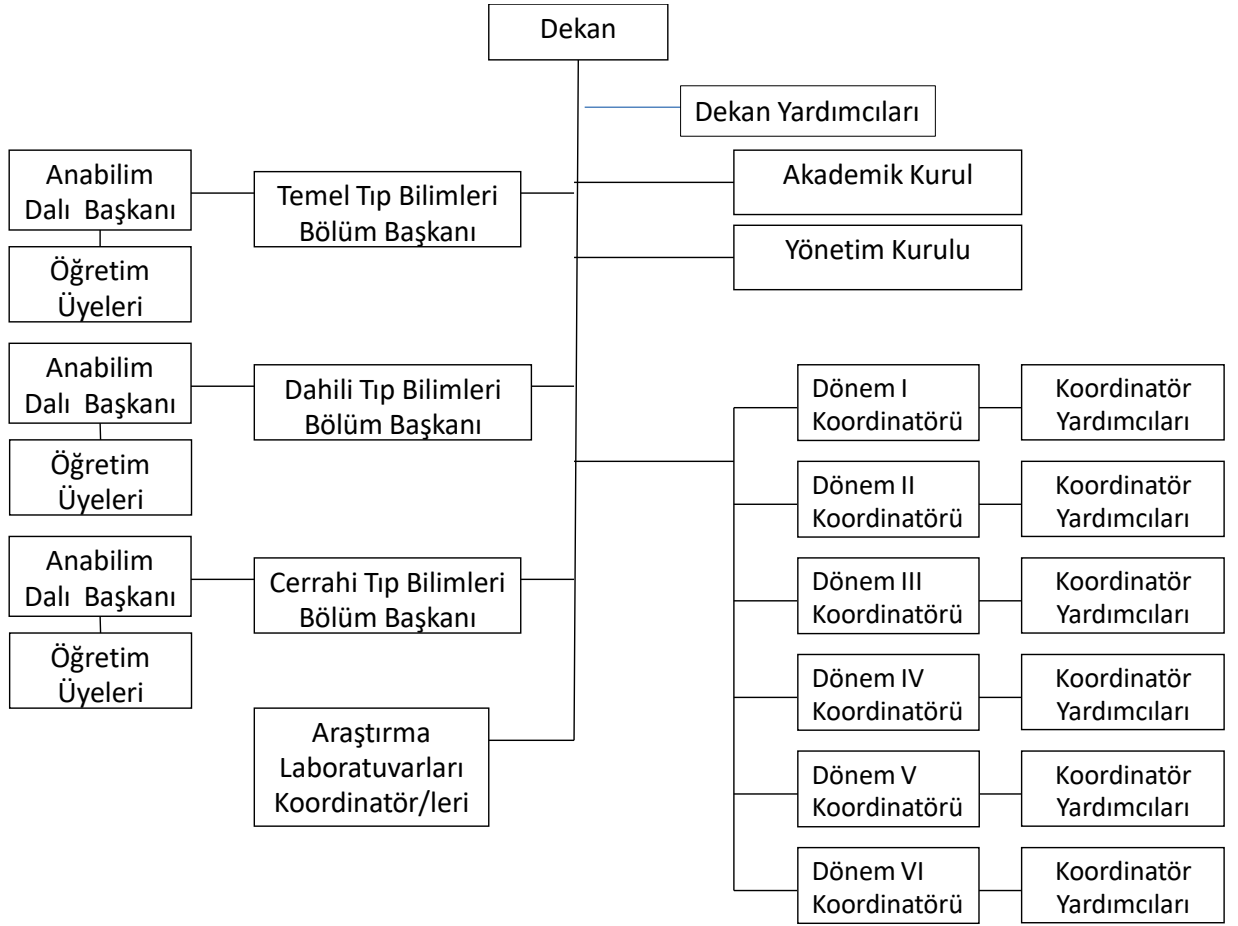 Dekan
Dekan Yardımcıları
Akademik Kurul
Yönetim Kurulu
Anabilim
Dalı Başkanı
Öğretim
Üyeleri
Temel Tıp Bilimleri
Bölüm Başkanı
Anabilim
Dalı Başkanı
Öğretim
Üyeleri
Dahili Tıp Bilimleri
Bölüm Başkanı
Anabilim
Dalı Başkanı
Öğretim
Üyeleri
Cerrahi Tıp Bilimleri
Bölüm Başkanı
Araştırma
Laboratuvarları
Koordinatör/leri
Dönem I
Koordinatörü
Koordinatör
Yardımcıları
Dönem II
Koordinatörü
Koordinatör
Yardımcıları
Dönem III
Koordinatörü
Koordinatör
Yardımcıları
Dönem IV
Koordinatörü
Koordinatör
Yardımcıları
Dönem V
Koordinatörü
Koordinatör
Yardımcıları
Dönem VI
Koordinatörü
Koordinatör
Yardımcıları